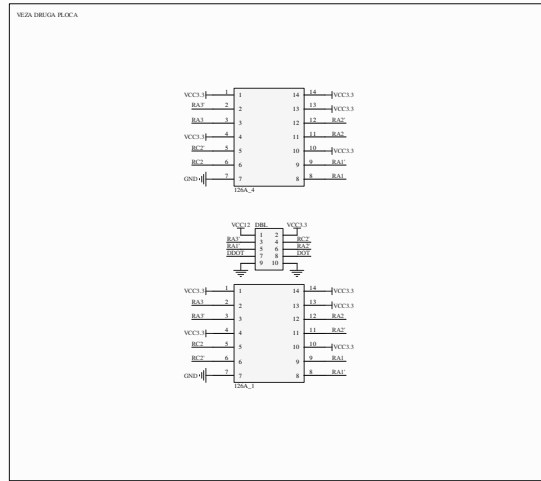 VEZA DRUGA PLOCA
VCC3.3 1 1 14 14 VCC3.3
RA3' 2 2 13 13 VCC3.3
RA3 3 3 12 12 RA2'
VCC3.3 4 4 11 11 RA2
RC2' 5 5 10 10 VCC3.3
RC2 6 6 9 9 RA1'
GND 7 7 8 8 RA1
126A_4
VCC12 DBL VCC3.3
1 2
RA3' 3 4 RC2'
RA1' 5 6 RA2'
DDOT 7 8 DOT
9 10
VCC3.3 1 1 14 14 VCC3.3
RA3 2 2 13 13 VCC3.3
RA3' 3 3 12 12 RA2
VCC3.3 4 4 11 11 RA2'
RC2 5 5 10 10 VCC3.3
RC2' 6 6 9 9 RA1
GND 7 7 8 8 RA1'
126A_1